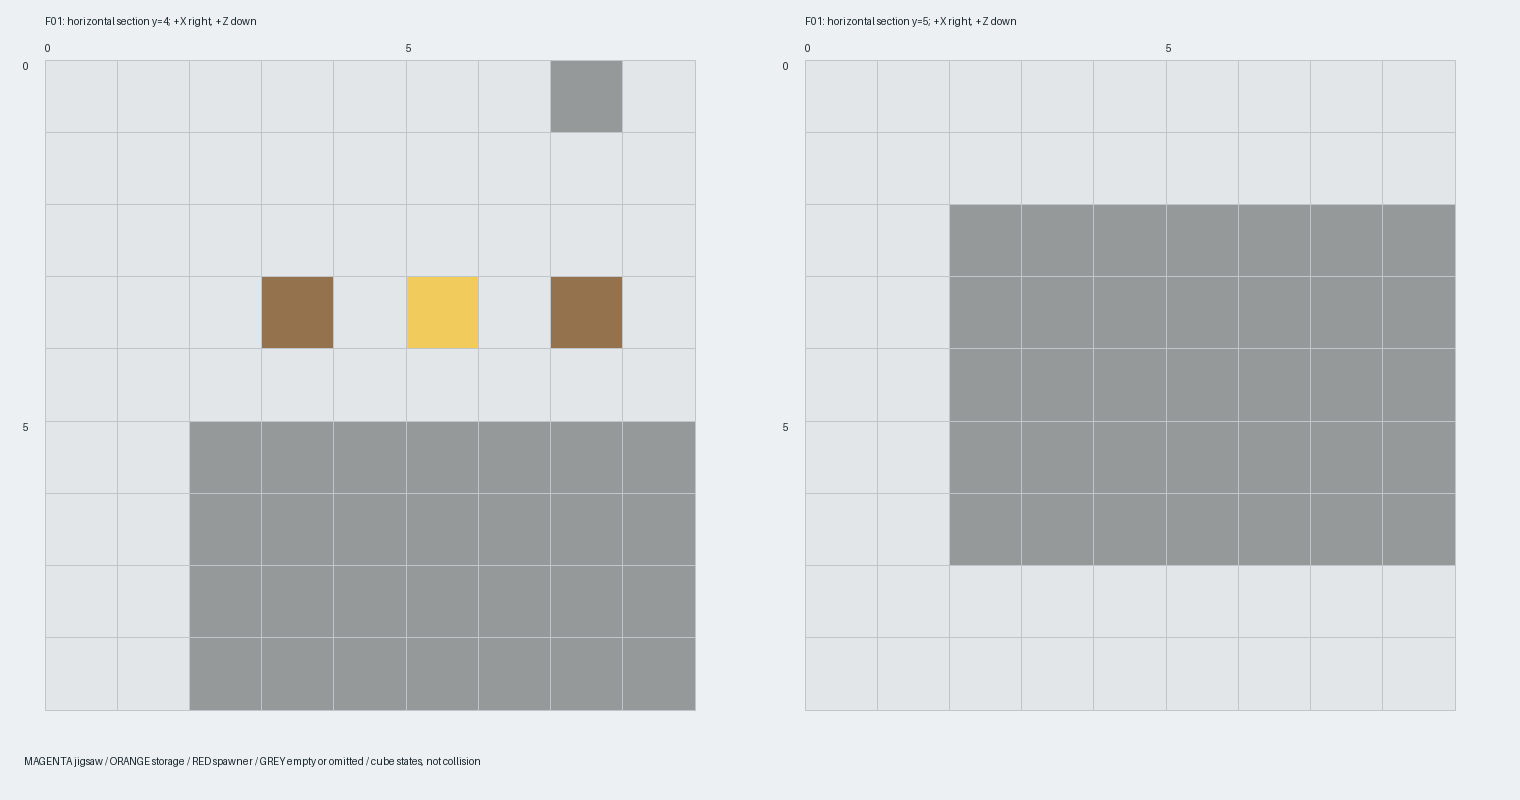 F01: horizontal section y=4; +X right, +Z down
F01: horizontal section y=5; +X right, +Z down
0 5
0 5
0
0
5
5
MAGENTA jigsaw / ORANGE storage / RED spawner / GREY empty or omitted / cube states, not collision